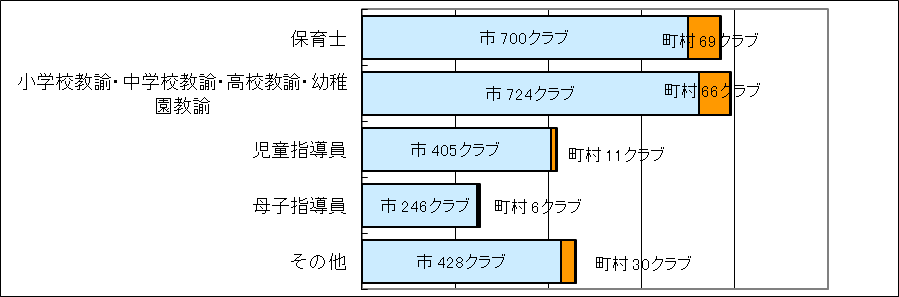 保育士
市 700クラブ
町村 69クラブ
小学校教諭・中学校教諭・高校教諭・幼稚
園教諭
市 724クラブ
町村 66クラブ
児童指導員
市 405クラブ
町村 11クラブ
母子指導員
市 246クラブ
町村 6クラブ
その他
市 428クラブ
町村 30クラブ